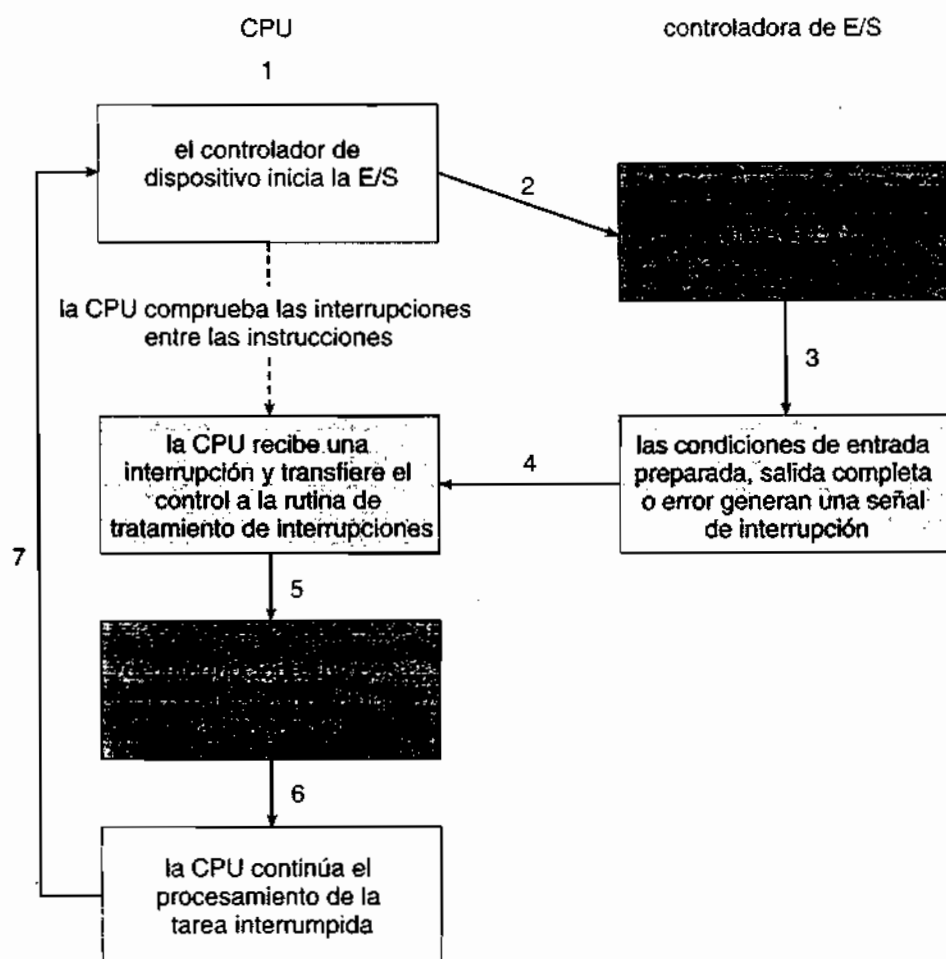 CPU
controladora de E/S
1
el controlador de
dispositivo inicia la E/S
2
la CPU comprueba las interrupciones
entre las instrucciones
3
la CPU recibe una
interrupción y transfiere el
control a la rutina de
tratamiento de interrupciones
4
las condiciones de entrada
preparada, salida completa
o error generan una señal
de interrupción
7
5
6
la CPU continúa el
procesamiento de la
tarea interrumpida